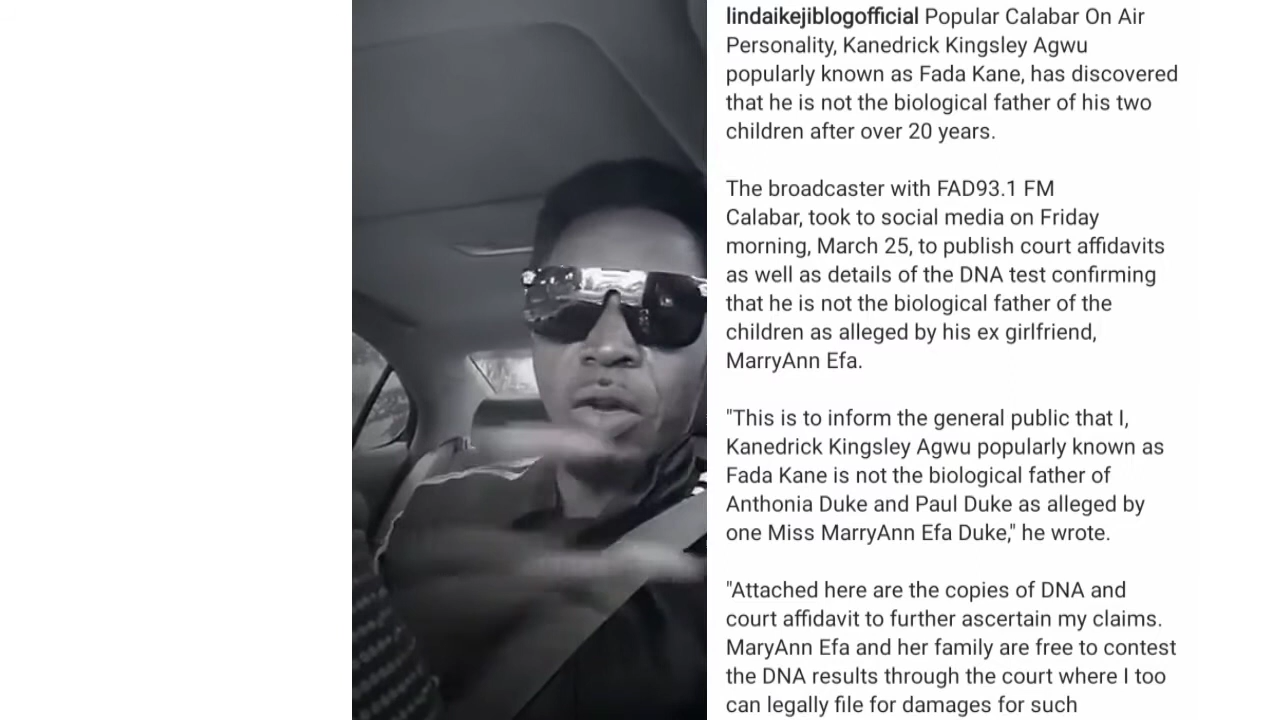 lindaikejiblogofficial Popular Calabar On Air
Personality, Kanedrick Kingsley Agwu
popularly known as Fada Kane, has discovered
that he is not the biological father of his two
children after over 20 years.
The broadcaster with FAD93.1 FM
Calabar, took to social media on Friday
morning, March 25, to publish court affidavits
as well as details of the DNA test confirming
that he is not the biological father of the
children as alleged by his ex girlfriend,
MarryAnn Efa.
"This is to inform the general public that I,
Kanedrick Kingsley Agwu popularly known as
Fada Kane is not the biological father of
Anthonia Duke and Paul Duke as alleged by
one Miss MarryAnn Efa Duke," he wrote.
"Attached here are the copies of DNA and
court affidavit to further ascertain my claims.
MaryAnn Efa and her family are free to contest
the DNA results through the court where I too
can legally file for damages for such